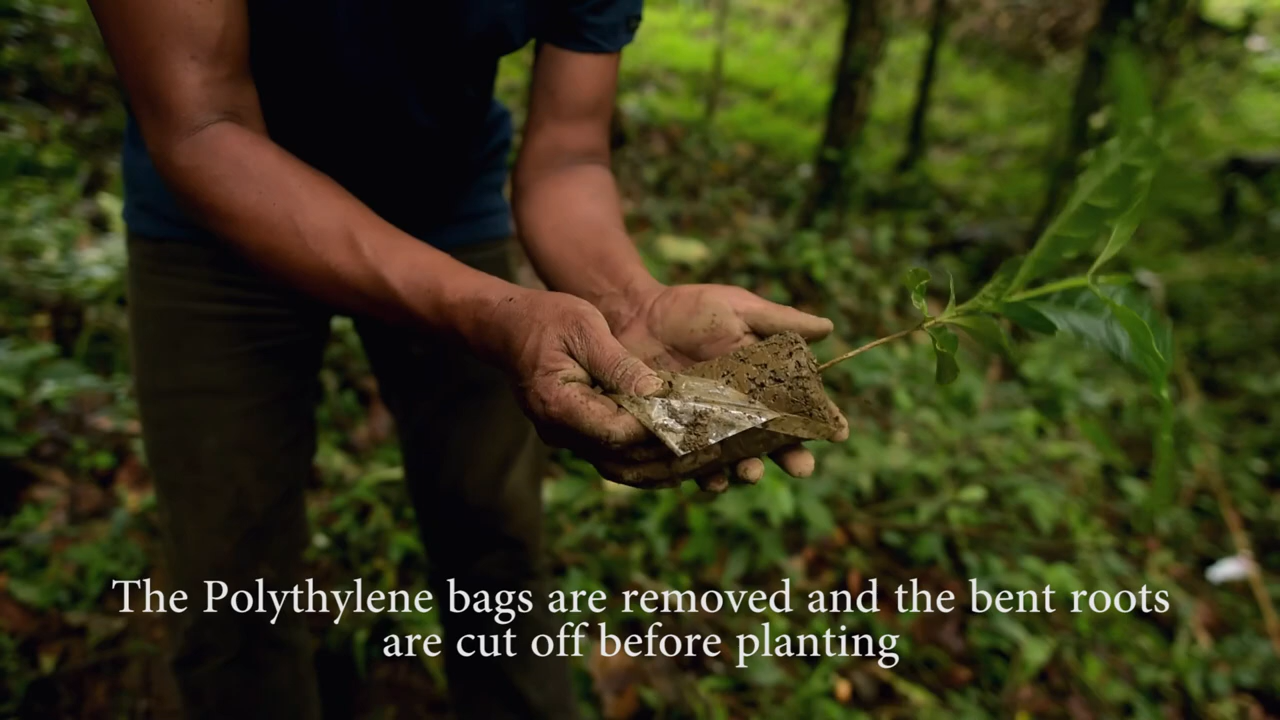 The Polythylene bags are removed and the bent roots
are cut off before planting